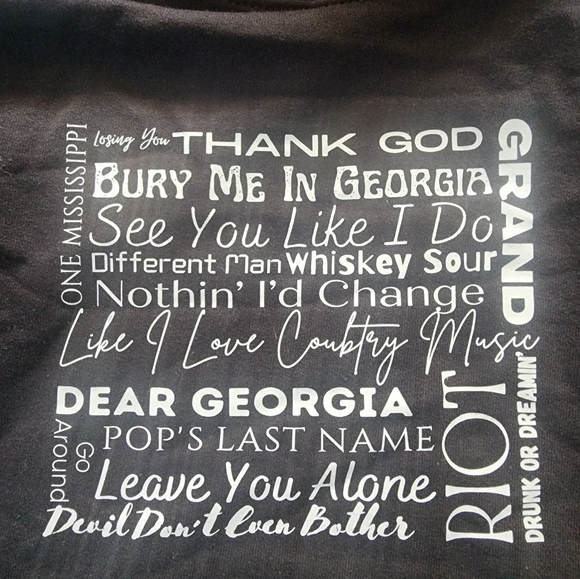 ONE MISSISSIPPI
Losing You THANK GOD
BURY ME IN GEORGIA
See You Like I Do
Different Man Whiskey Sour
Nothin' I'd Change
Like I Love Coubtry Music
GRAND
DEAR GEORGIA
POP'S LAST NAME
Go Around
Leave You Alone
Devil Don't Even Bother
RIOT
DRUNK OR DREAMIN'